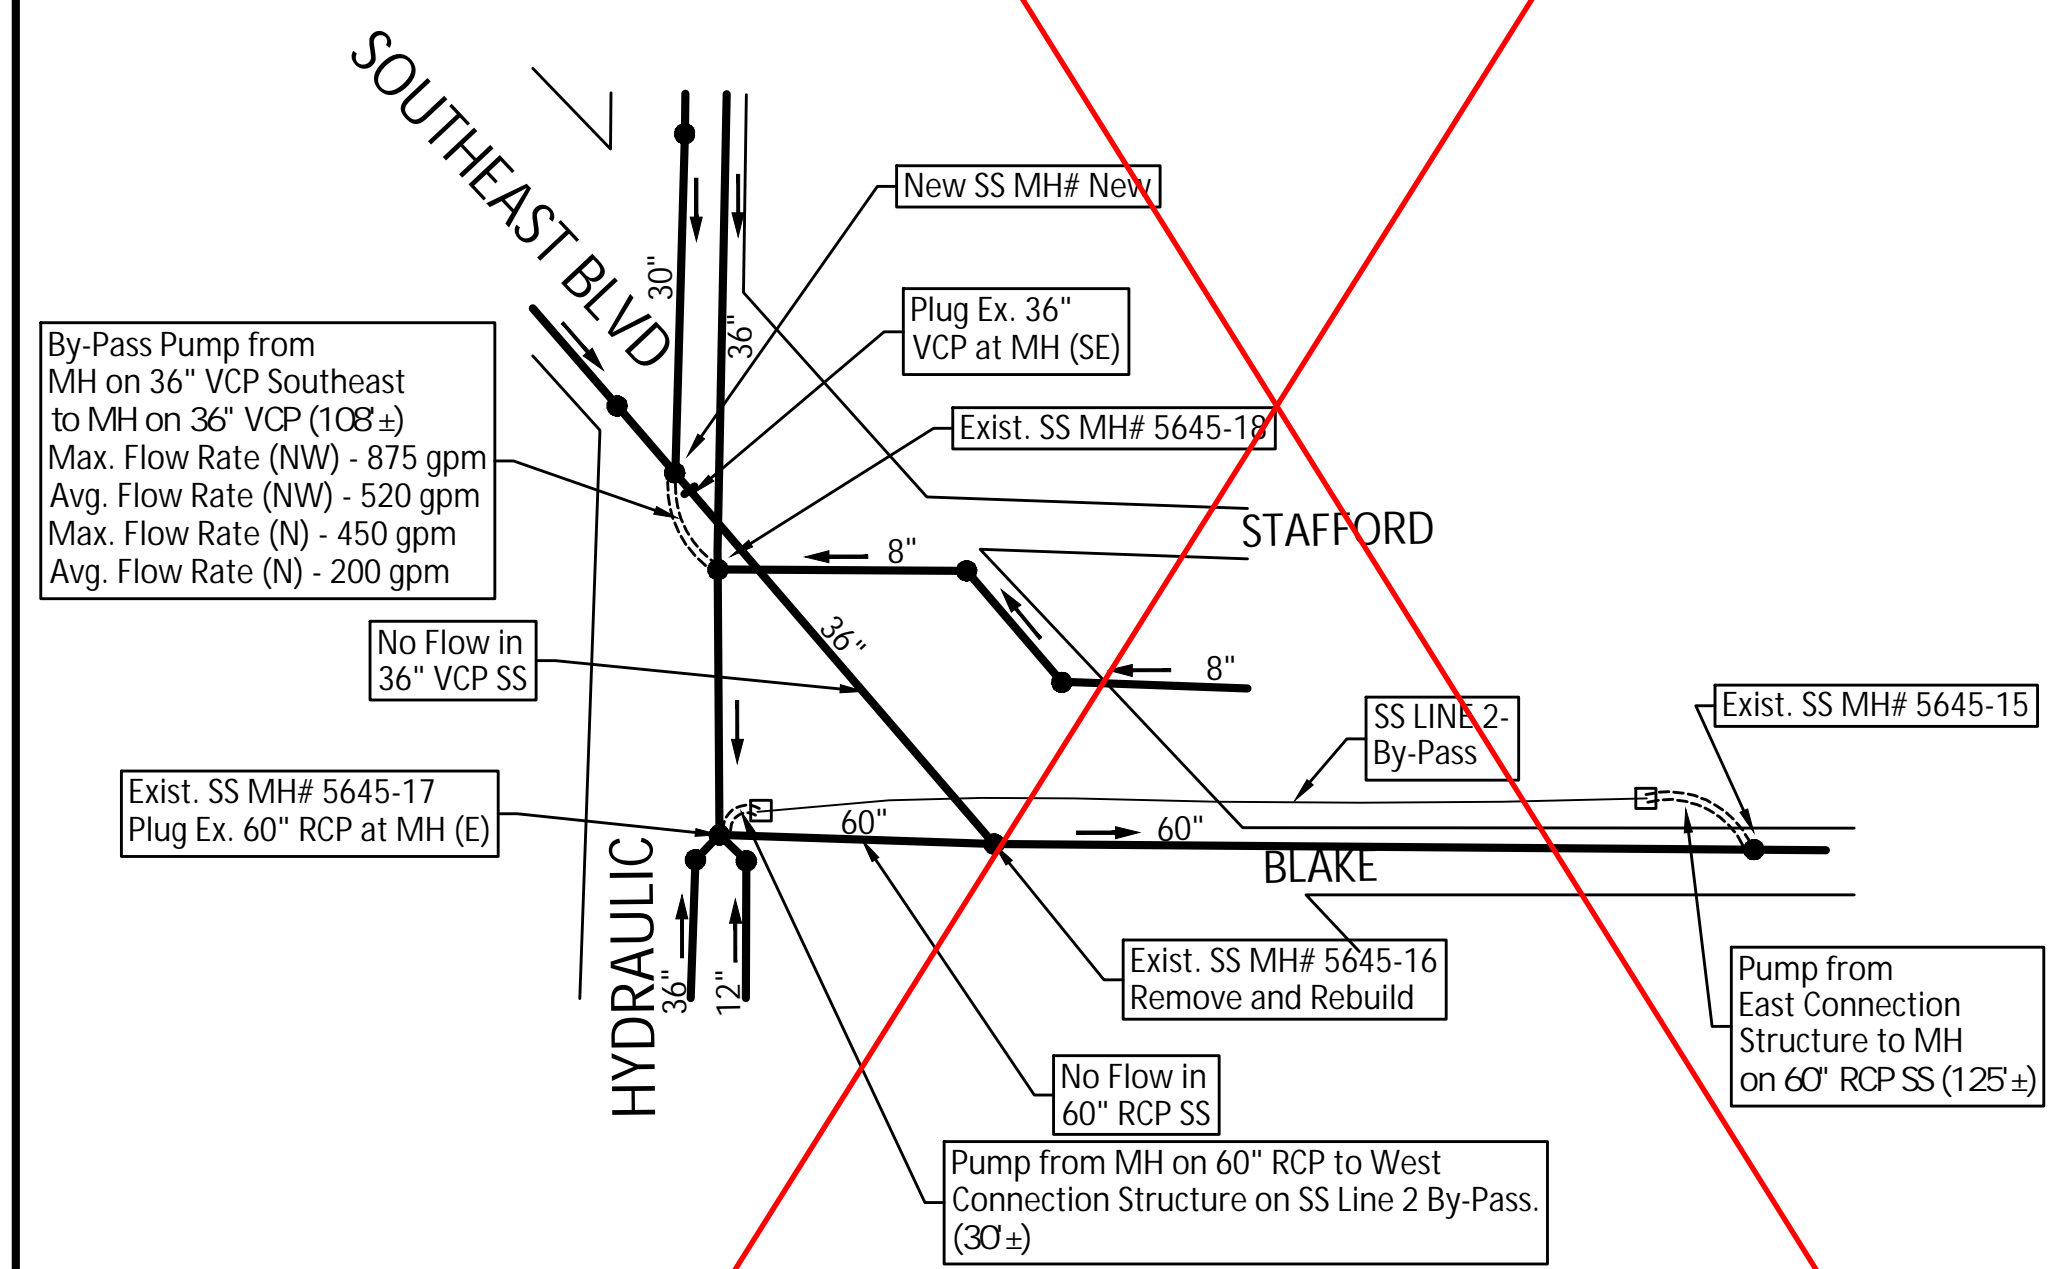 SOUTHEAST BLVD
New SS MH# New
30"
36"
Plug Ex. 36"
VCP at MH (SE)
By-Pass Pump from
MH on 36" VCP Southeast
to MH on 36" VCP (108'±)
Max. Flow Rate (NW) - 875 gpm
Avg. Flow Rate (NW) - 520 gpm
Max. Flow Rate (N) - 450 gpm
Avg. Flow Rate (N) - 200 gpm
Exist. SS MH# 5645-18
STAFFORD
8"
No Flow in
36" VCP SS
36"
8"
SS LINE 2-
By-Pass
Exist. SS MH# 5645-15
Exist. SS MH# 5645-17
Plug Ex. 60" RCP at MH (E)
60"
60"
BLAKE
HYDRAULIC
36"
12"
Exist. SS MH# 5645-16
Remove and Rebuild
Pump from
East Connection
Structure to MH
on 60" RCP SS (125'±)
No Flow in
60" RCP SS
Pump from MH on 60" RCP to West
Connection Structure on SS Line 2 By-Pass.
(30'±)